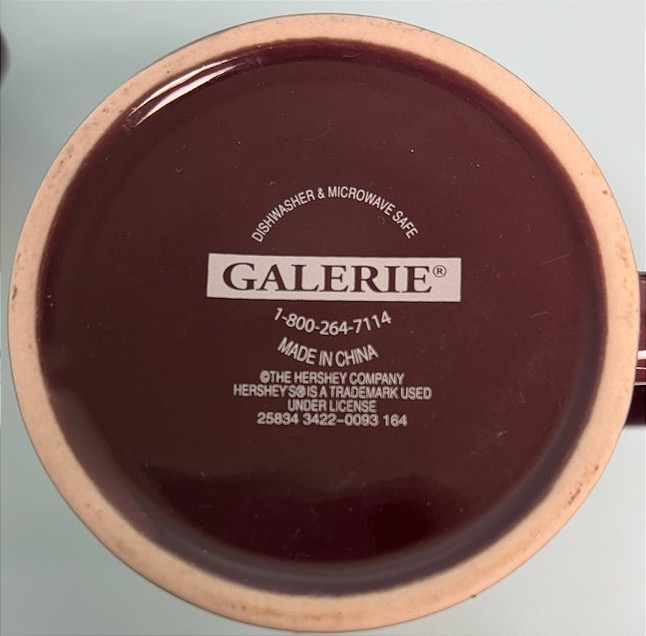 DISHWASHER & MICROWAVE SAFE
GALERIE®
1-800-264-7114
MADE IN CHINA
©THE HERSHEY COMPANY
HERSHEY'S® IS A TRADEMARK USED
UNDER LICENSE
25834 3422-0093 164